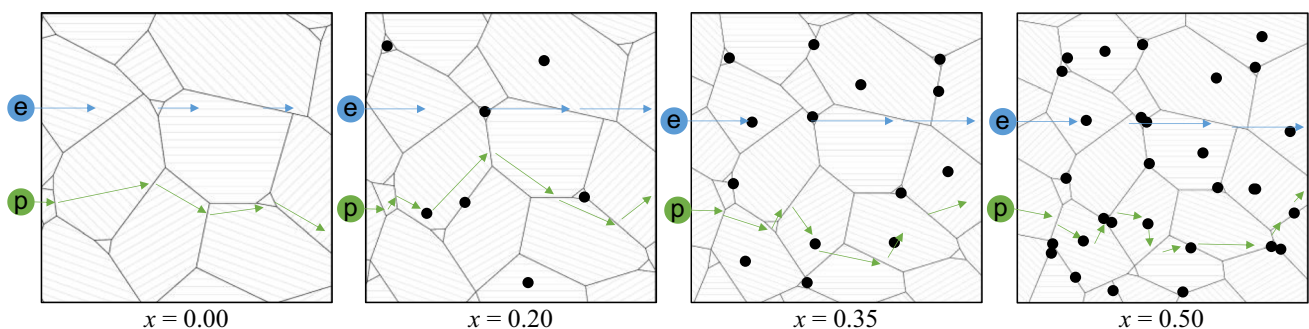 e
p
x = 0.00
e
p
x = 0.20
e
p
x = 0.35
e
p
x = 0.50